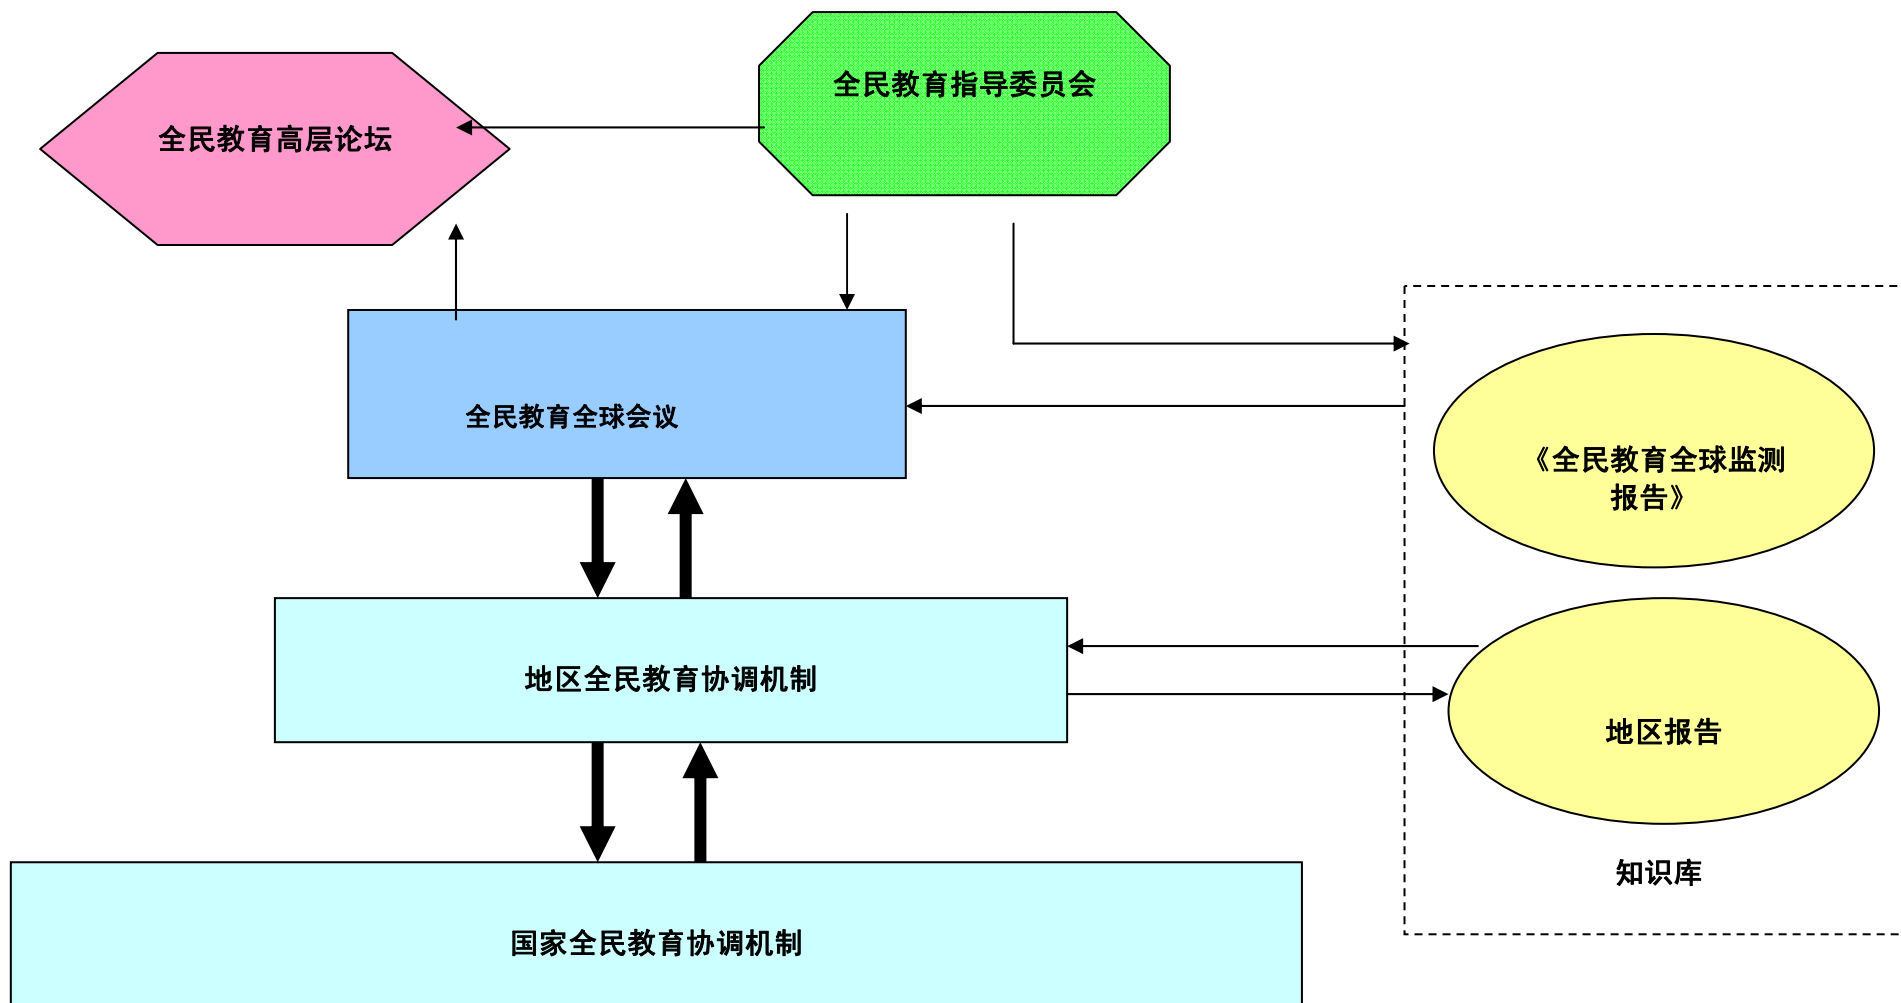 全民教育指导委员会
全民教育高层论坛
全民教育全球会议
《全民教育全球监测
报告》
地区全民教育协调机制
地区报告
知识库
国家全民教育协调机制